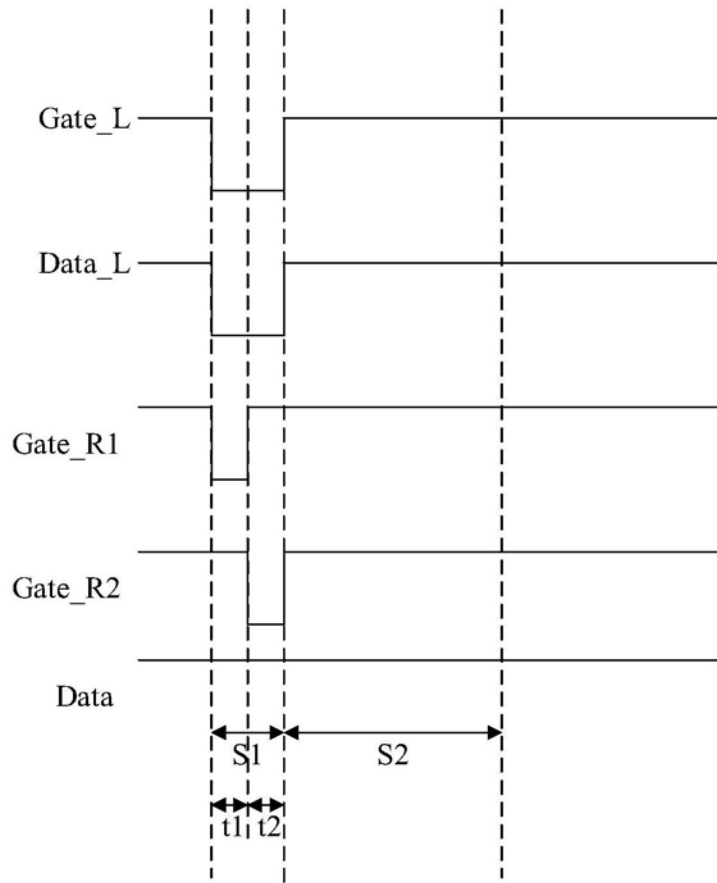 Gate_L
Data_L
Gate_R1
Gate_R2
Data
S1 S2
t1 t2